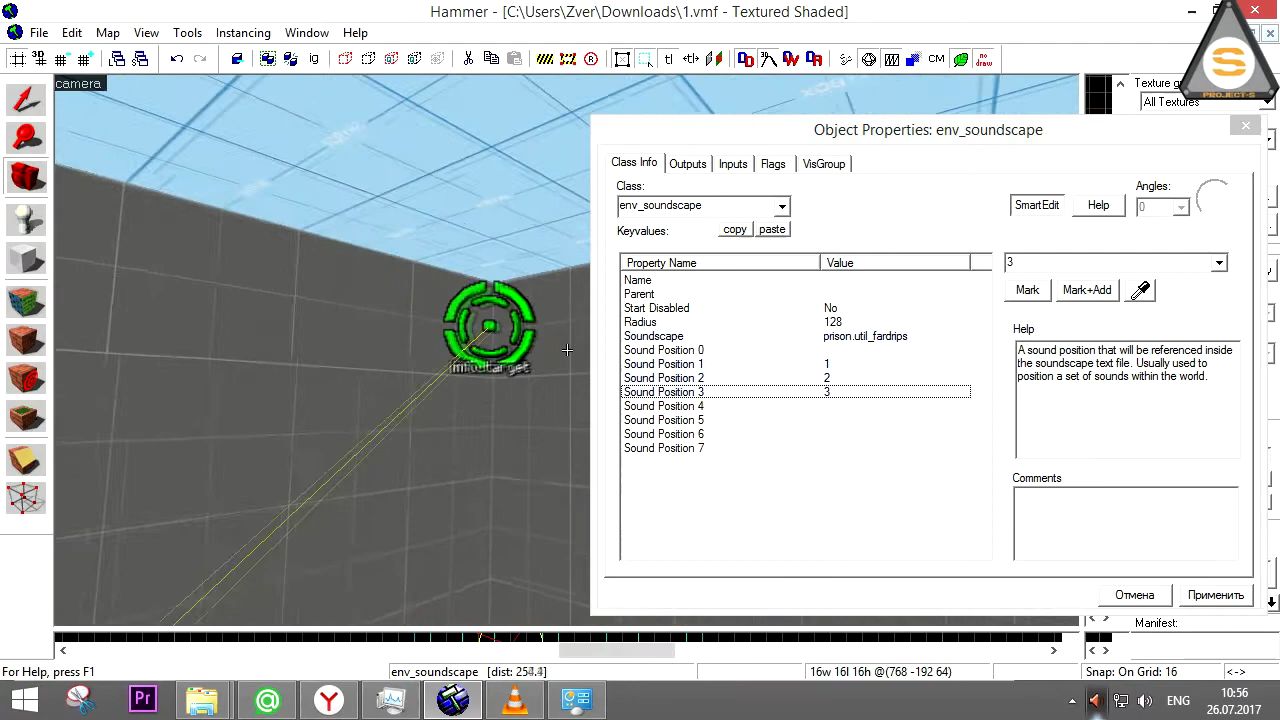 Hammer - [C:\Users\Zver\Downloads\1.vmf - Textured Shaded]
File Edit Map View Tools Instancing Window Help
camera
Texture g
All Textures
S
PROJECT-S
Object Properties: env_soundscape
Class Info Outputs Inputs Flags VisGroup
Class:
Angles:
env_soundscape
SmartEdit Help 0
Keyvalues: copy paste
Property Name Value
3
Name
Parent
Mark Mark+Add
Start Disabled No
Radius 128
Soundscape prison.util_fardrips
Help
Sound Position 0
Sound Position 1 1
Sound Position 2 2
Sound Position 3 3
Sound Position 4
Sound Position 5
Sound Position 6
Sound Position 7
A sound position that will be referenced inside
the soundscape text file. Usually used to
position a set of sounds within the world.
Comments
Отмена Применить
Manifest:
For Help, press F1
env_soundscape
16w 16l 16h @(768 -192 64)
Snap: On Grid: 16
<->
Pr
ENG
10:56
26.07.2017